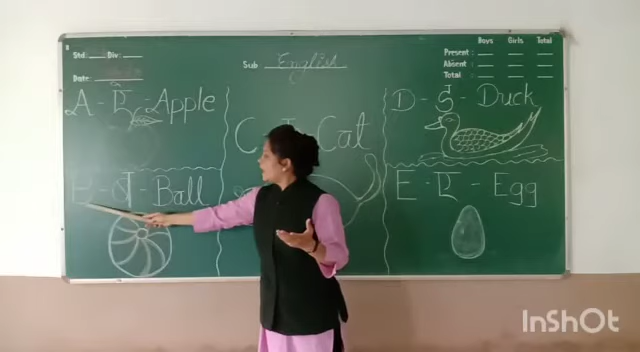 Boys Girls Total
Std: Div:
Sub English
Present:
Absent:
Date:
Total:
A - ऍ - Apple
C Cat
D - ड - Duck
B - ब - Ball
E - ए - Egg
InShOt